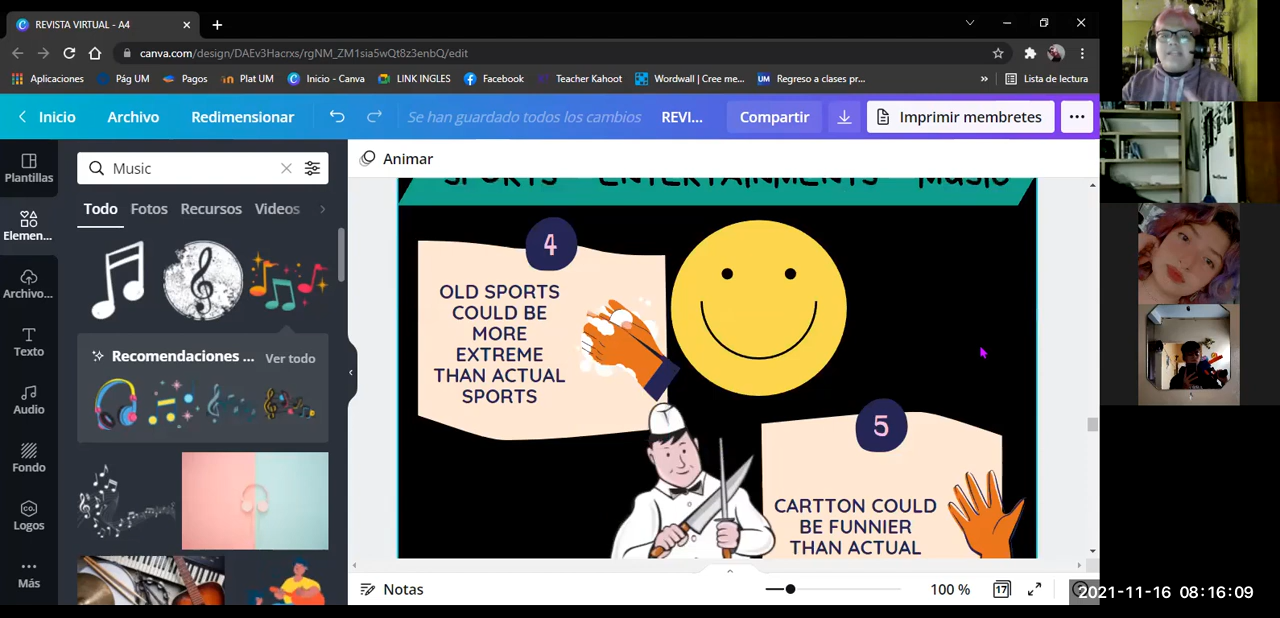 REVISTA VIRTUAL - A4
canva.com/design/DAEv3Hacrxs/rgNM_ZM1sia5wQt8z3enbQ/edit
Aplicaciones
Pág UM
Pagos
Plat UM
Inicio - Canva
LINK INGLES
Facebook
Teacher Kahoot
Wordwall | Cree me...
UM
Regreso a clases pr...
»
Lista de lectura
Inicio
Archivo
Redimensionar
Se han guardado todos los cambios
REVI...
Compartir
Imprimir membretes
Plantillas
Elemen...
Archivo...
Texto
Audio
Fondo
Logos
Más
Music
Todo
Fotos
Recursos
Videos
Recomendaciones ...
Ver todo
Animar
SPORTS ENTERTAINMENTS MUSIC
4
OLD SPORTS
COULD BE
MORE
EXTREME
THAN ACTUAL
SPORTS
5
CARTTON COULD
BE FUNNIER
THAN ACTUAL
Notas
100 %
17
2021-11-16 08:16:09